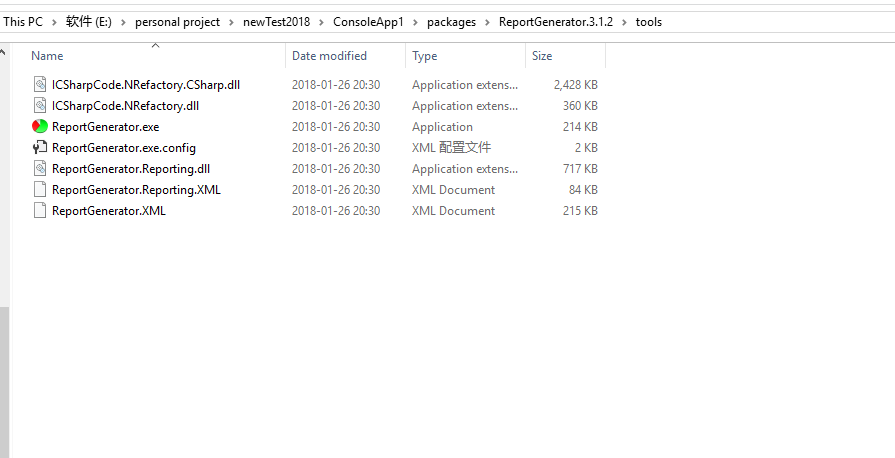 This PC > 软件 (E:) > personal project > newTest2018 > ConsoleApp1 > packages > ReportGenerator.3.1.2 > tools
Name Date modified Type Size
ICSharpCode.NRefactory.CSharp.dll 2018-01-26 20:30 Application extens... 2,428 KB
ICSharpCode.NRefactory.dll 2018-01-26 20:30 Application extens... 360 KB
ReportGenerator.exe 2018-01-26 20:30 Application 214 KB
ReportGenerator.exe.config 2018-01-26 20:30 XML 配置文件 2 KB
ReportGenerator.Reporting.dll 2018-01-26 20:30 Application extens... 717 KB
ReportGenerator.Reporting.XML 2018-01-26 20:30 XML Document 84 KB
ReportGenerator.XML 2018-01-26 20:30 XML Document 215 KB